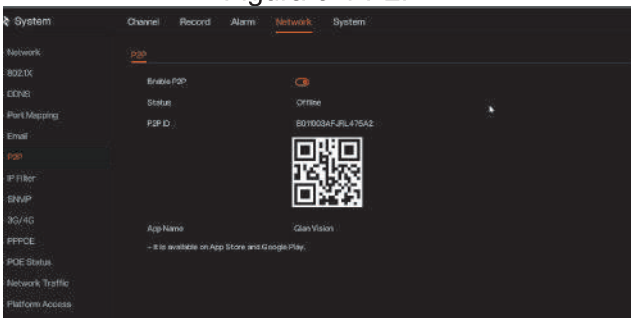 System Channel Record Alarm Network System
Network
P2P
802.1X
Enable P2P
DDNS
Status Offline
Port Mapping
P2P ID
Email
P2P
IP Filter
SNMP
3G/4G
App Name Qian Vision
PPPOE
– It is available on App Store and Google Play.
POE Status
Network Traffic
Platform Access